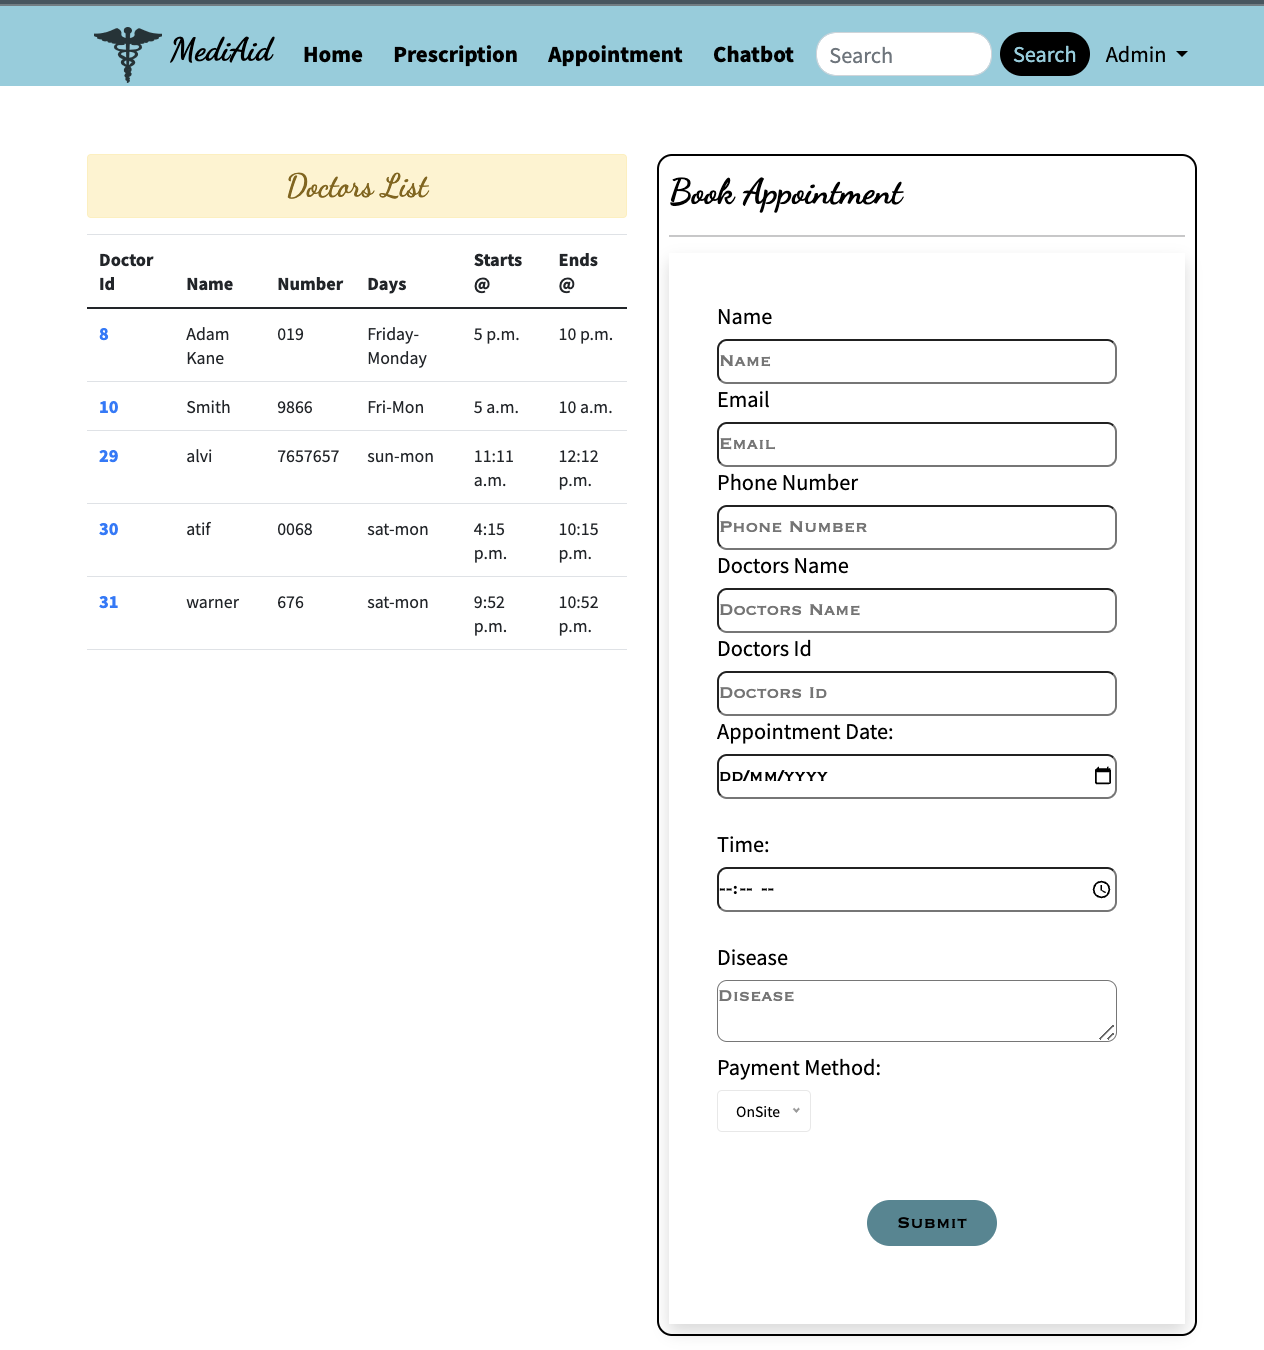 MediAid Home Prescription Appointment Chatbot Search Search Admin
Doctors List
Doctor Id Name Number Days Starts @ Ends @
8 Adam Kane 019 Friday-Monday 5 p.m. 10 p.m.
10 Smith 9866 Fri-Mon 5 a.m. 10 a.m.
29 alvi 7657657 sun-mon 11:11 a.m. 12:12 p.m.
30 atif 0068 sat-mon 4:15 p.m. 10:15 p.m.
31 warner 676 sat-mon 9:52 p.m. 10:52 p.m.
Book Appointment
Name
Name
Email
Email
Phone Number
Phone Number
Doctors Name
Doctors Name
Doctors Id
Doctors Id
Appointment Date:
dd/mm/yyyy
Time:
--:-- --
Disease
Disease
Payment Method:
OnSite
Submit